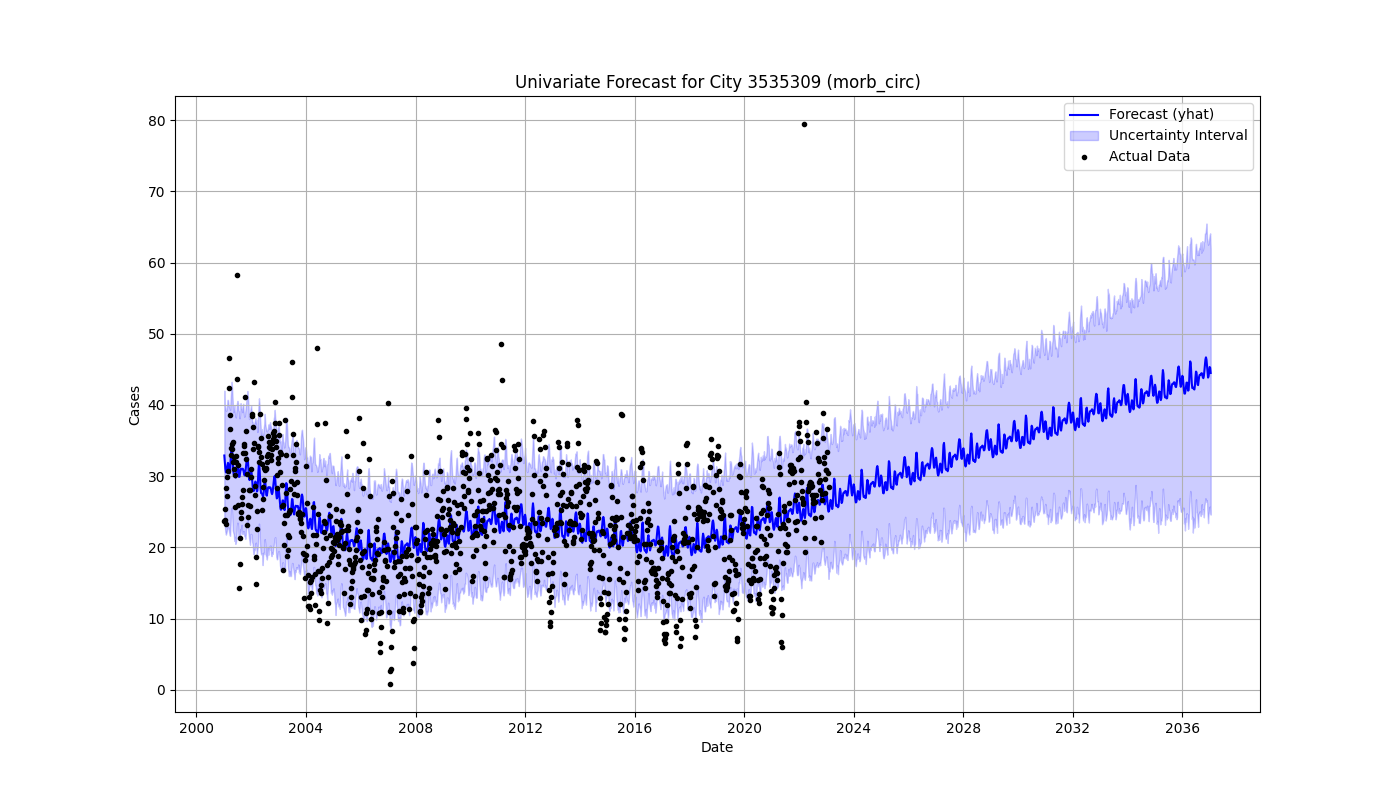 Univariate Forecast for City 3535309 (morb_circ)
Forecast (yhat)
Uncertainty Interval
Actual Data
Cases
80
70
60
50
40
30
20
10
0
2000 2004 2008 2012 2016 2020 2024 2028 2032 2036
Date